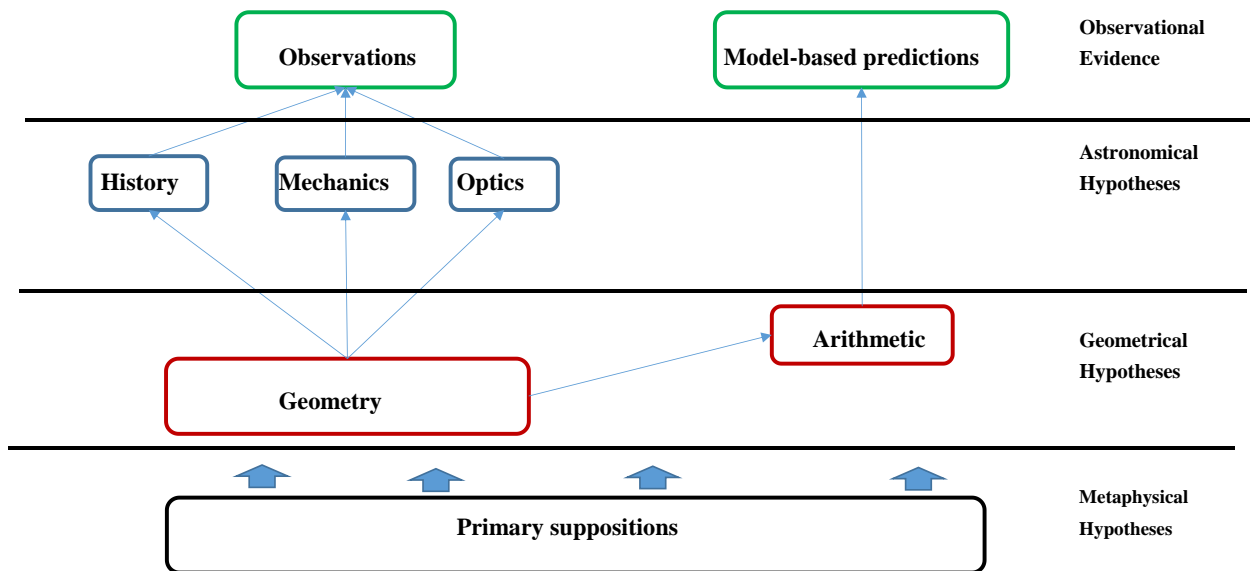 Observational
Observations
Model-based predictions
Evidence
Astronomical
History
Mechanics
Optics
Hypotheses
Arithmetic
Geometrical
Hypotheses
Geometry
Metaphysical
Primary suppositions
Hypotheses